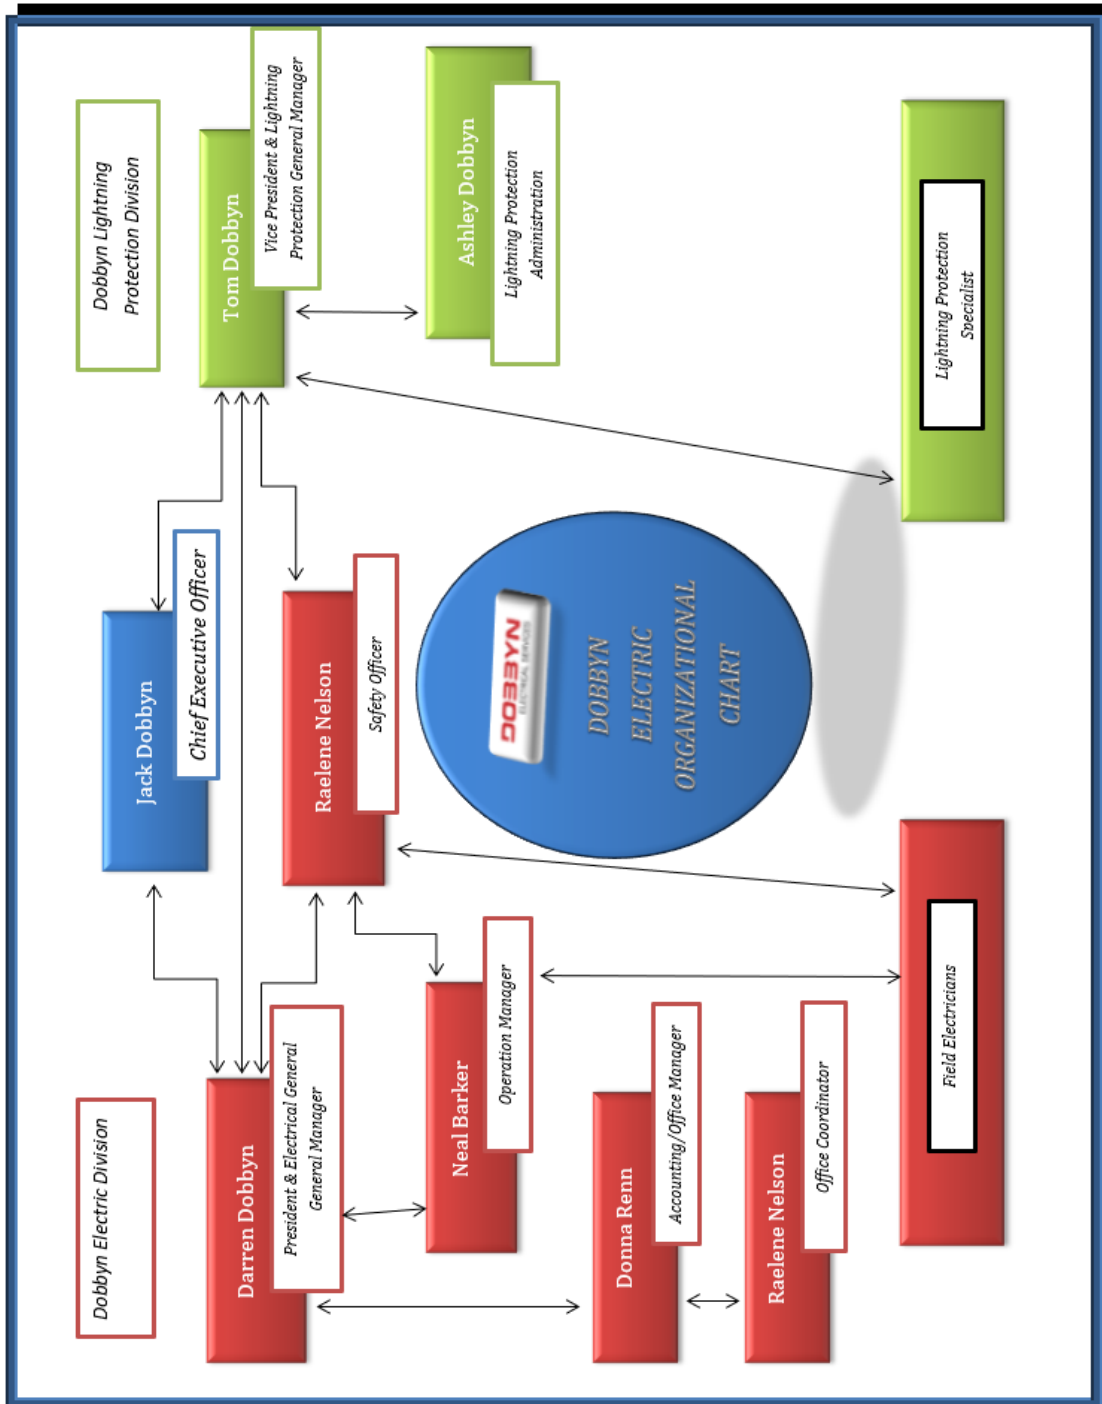 Dobbyn Electric Division
Dobbyn Lightning
Protection Division
Jack Dobbyn
Chief Executive Officer
Darren Dobbyn
President & Electrical General
General Manager
Tom Dobbyn
Vice President & Lightning
Protection General Manager
Raelene Nelson
Safety Officer
Neal Barker
Operation Manager
Ashley Dobbyn
Lightning Protection
Administration
DOBBYN
ELECTRICAL SERVICES
DOBBYN
ELECTRIC
ORGANIZATIONAL
CHART
Donna Renn
Accounting/Office Manager
Raelene Nelson
Office Coordinator
Field Electricians
Lightning Protection
Specialist